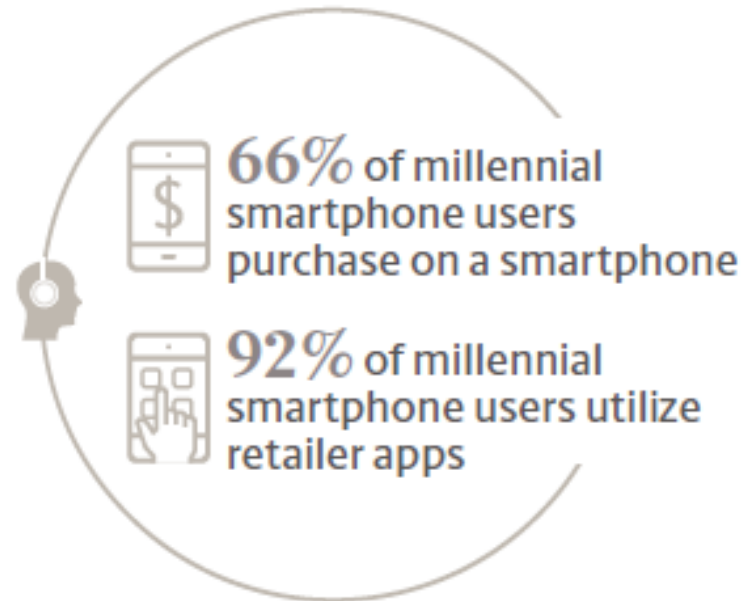 66% of millennial
smartphone users
purchase on a smartphone
92% of millennial
smartphone users utilize
retailer apps